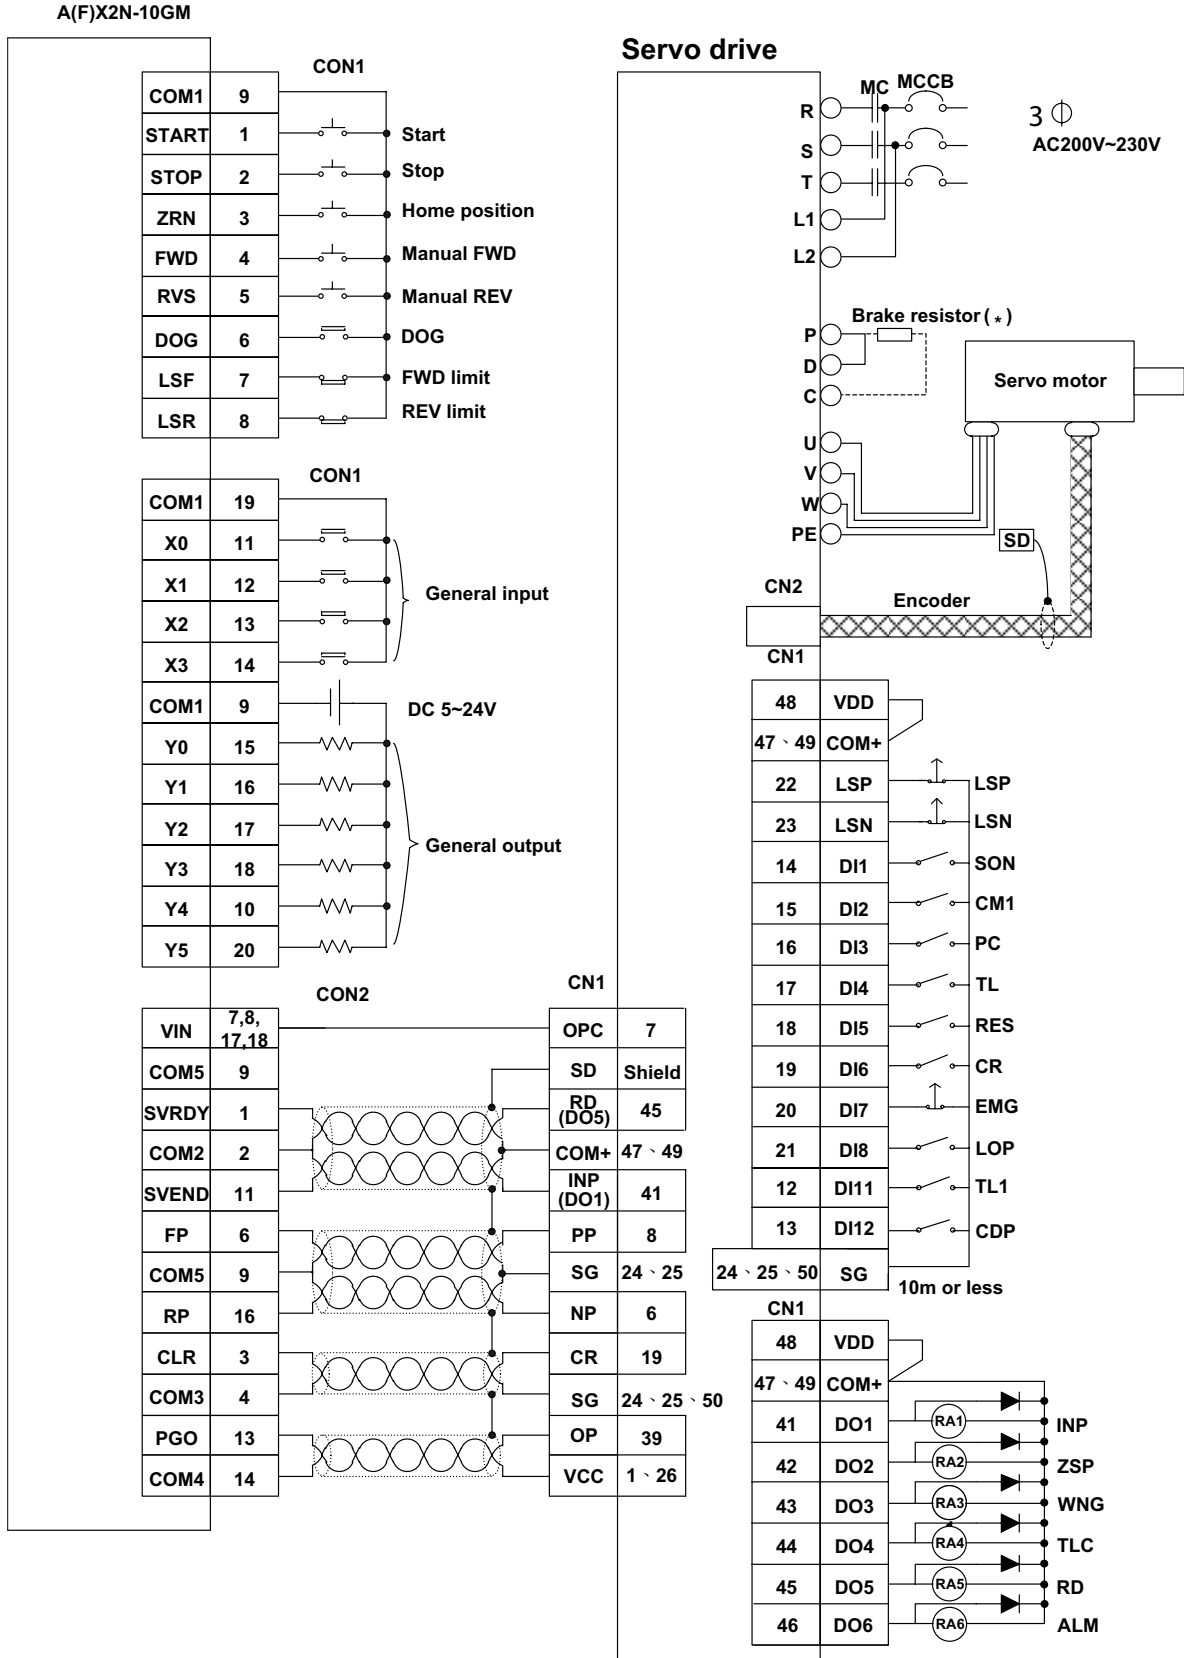 A(F)X2N-10GM
CON1
COM1 9
START 1 Start
STOP 2 Stop
ZRN 3 Home position
FWD 4 Manual FWD
RVS 5 Manual REV
DOG 6 DOG
LSF 7 FWD limit
LSR 8 REV limit
CON1
COM1 19
X0 11
X1 12
General input
X2 13
X3 14
COM1 9 DC 5~24V
Y0 15
Y1 16
Y2 17
General output
Y3 18
Y4 10
Y5 20
CON2
VIN 7,8, 17,18
COM5 9
SVRDY 1
COM2 2
SVEND 11
FP 6
COM5 9
RP 16
CLR 3
COM3 4
PGO 13
COM4 14
CN1
OPC 7
SD Shield
RD (DO5) 45
COM+ 47、49
INP (DO1) 41
PP 8
SG 24、25
NP 6
CR 19
SG 24、25、50
OP 39
VCC 1、26
Servo drive
MC MCCB
R
S
T
L1
L2
3 ϕ
AC200V~230V
Brake resistor ( * )
P
D
C
Servo motor
U
V
W
PE
SD
CN2
Encoder
CN1
48 VDD
47、49 COM+
22 LSP LSP
23 LSN LSN
14 DI1 SON
15 DI2 CM1
16 DI3 PC
17 DI4 TL
18 DI5 RES
19 DI6 CR
20 DI7 EMG
21 DI8 LOP
12 DI11 TL1
13 DI12 CDP
24、25、50 SG
10m or less
CN1
48 VDD
47、49 COM+
41 DO1 RA1 INP
42 DO2 RA2 ZSP
43 DO3 RA3 WNG
44 DO4 RA4 TLC
45 DO5 RA5 RD
46 DO6 RA6 ALM